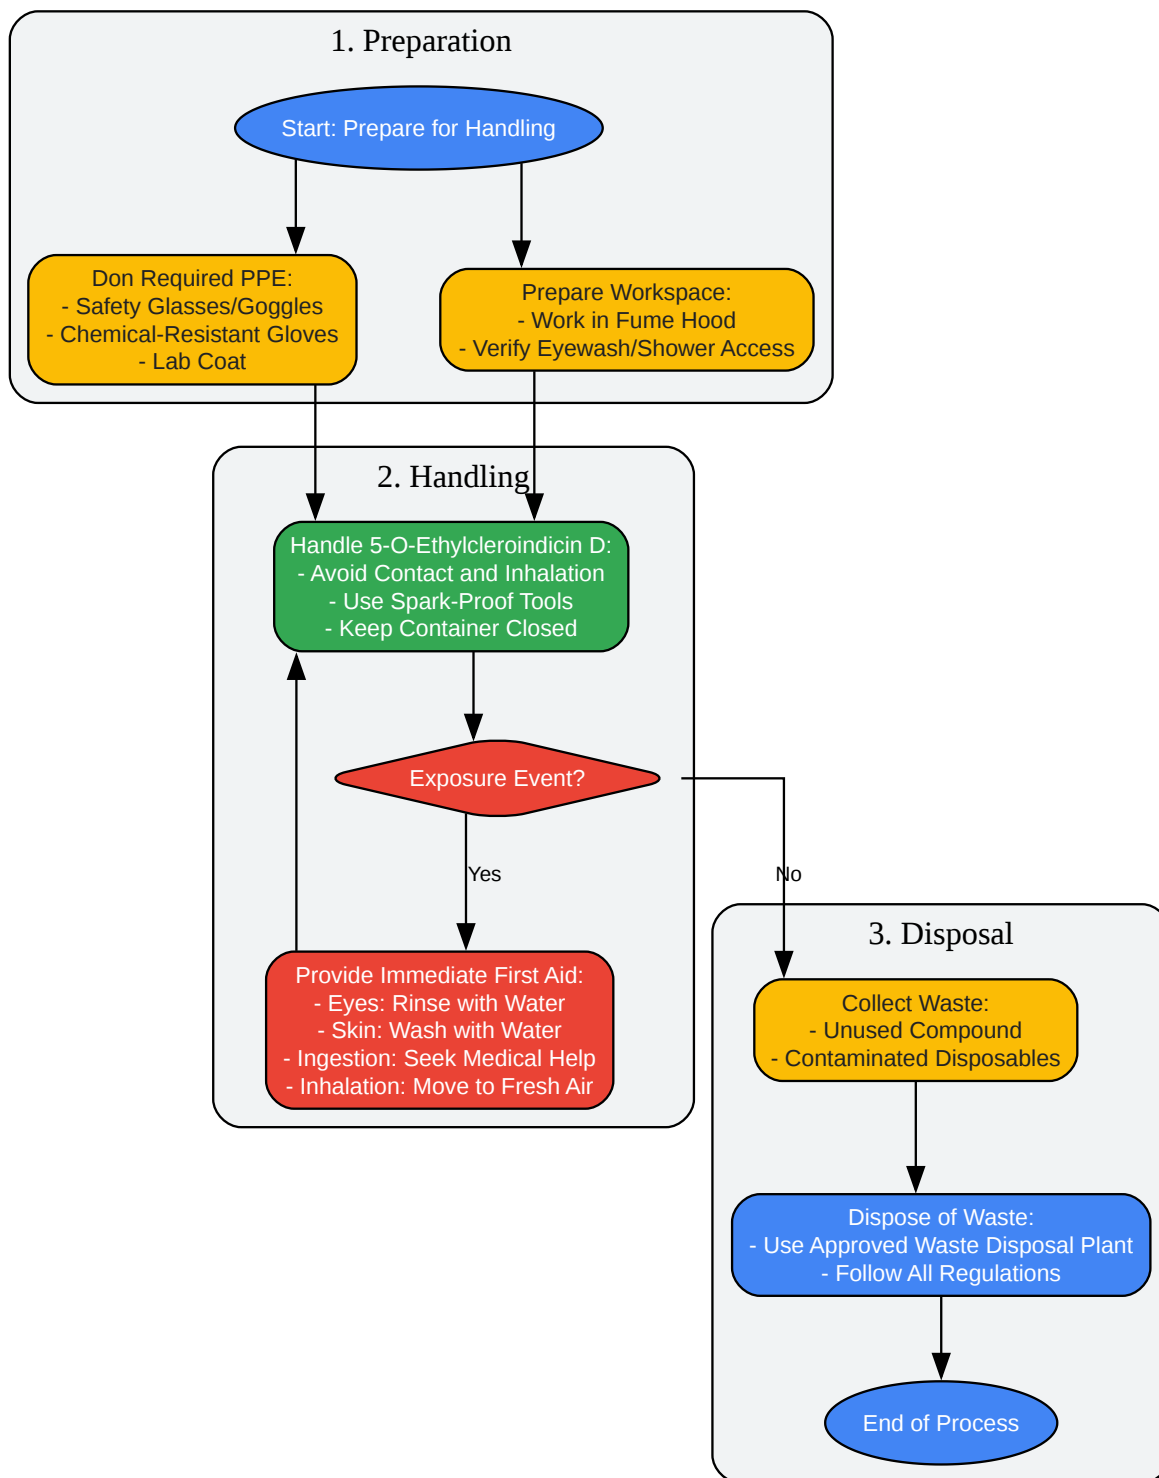 1. Preparation
Start: Prepare for Handling
Don Required PPE:
- Safety Glasses/Goggles
- Chemical-Resistant Gloves
- Lab Coat
Prepare Workspace:
- Work in Fume Hood
- Verify Eyewash/Shower Access
2. Handling
Handle 5-O-Ethylcleroindicin D:
- Avoid Contact and Inhalation
- Use Spark-Proof Tools
- Keep Container Closed
Exposure Event?
Yes
No
Provide Immediate First Aid:
- Eyes: Rinse with Water
- Skin: Wash with Water
- Ingestion: Seek Medical Help
- Inhalation: Move to Fresh Air
3. Disposal
Collect Waste:
- Unused Compound
- Contaminated Disposables
Dispose of Waste:
- Use Approved Waste Disposal Plant
- Follow All Regulations
End of Process